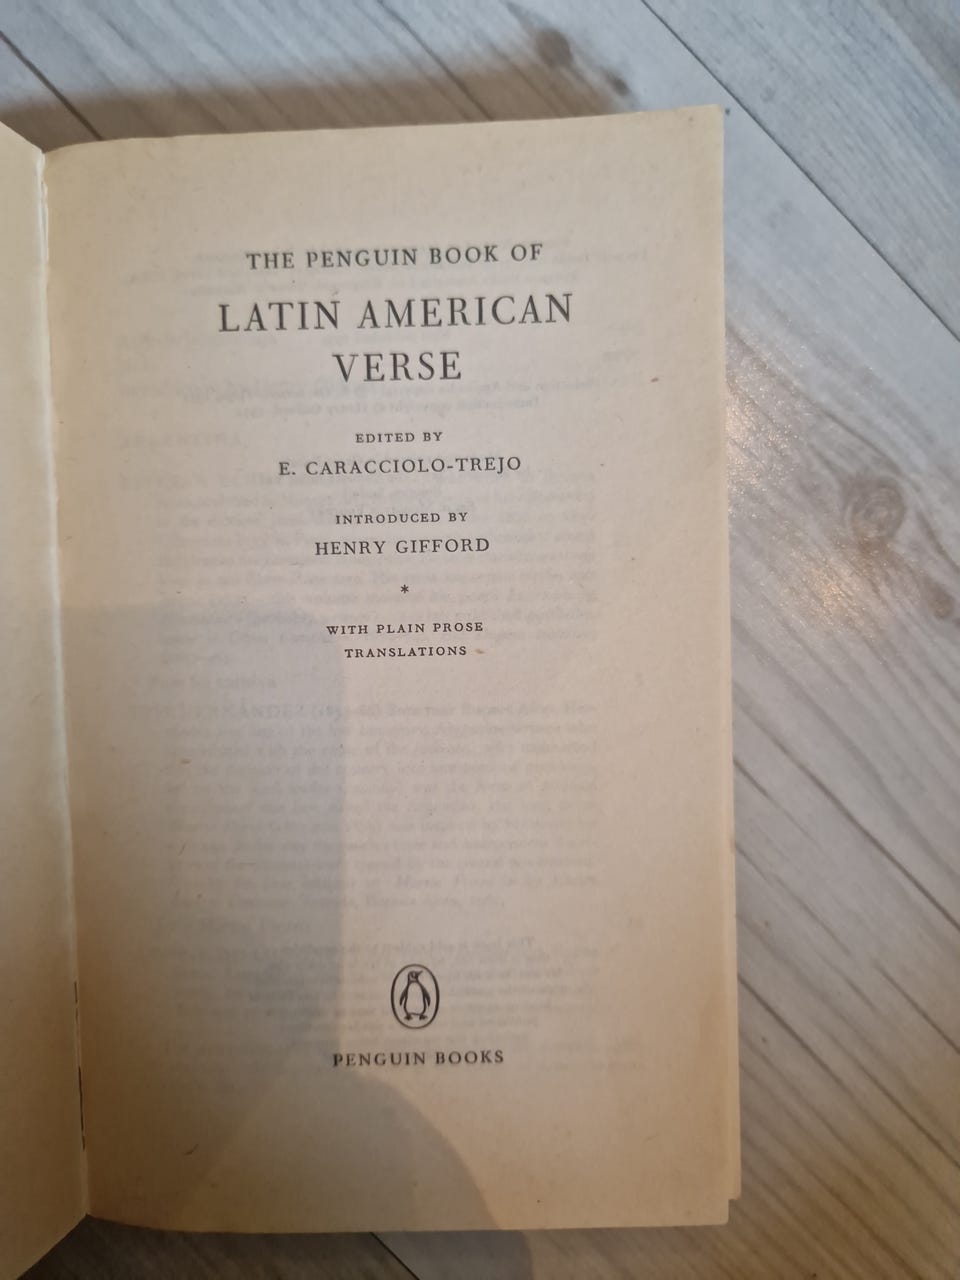 THE PENGUIN BOOK OF
LATIN AMERICAN
VERSE
EDITED BY
E. CARACCIOLO-TREJO
INTRODUCED BY
HENRY GIFFORD
*
WITH PLAIN PROSE
TRANSLATIONS
PENGUIN BOOKS